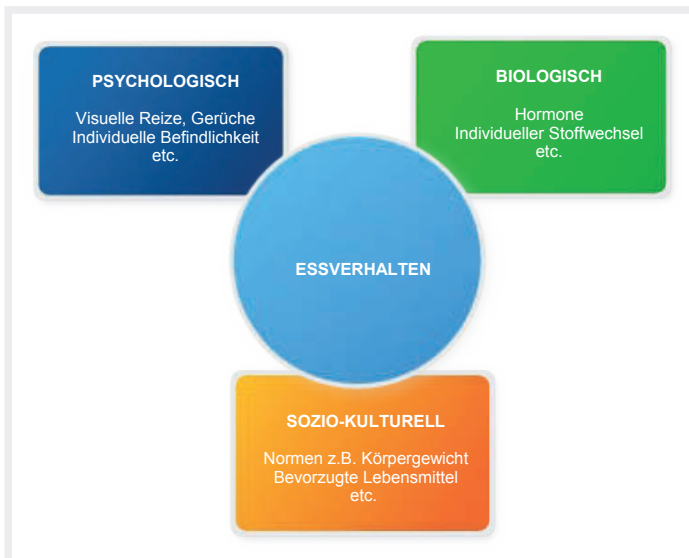 PSYCHOLOGISCH
Visuelle Reize, Gerüche
Individuelle Befindlichkeit
etc.
BIOLOGISCH
Hormone
Individueller Stoffwechsel
etc.
ESSVERHALTEN
SOZIO-KULTURELL
Normen z.B. Körpergewicht
Bevorzugte Lebensmittel
etc.